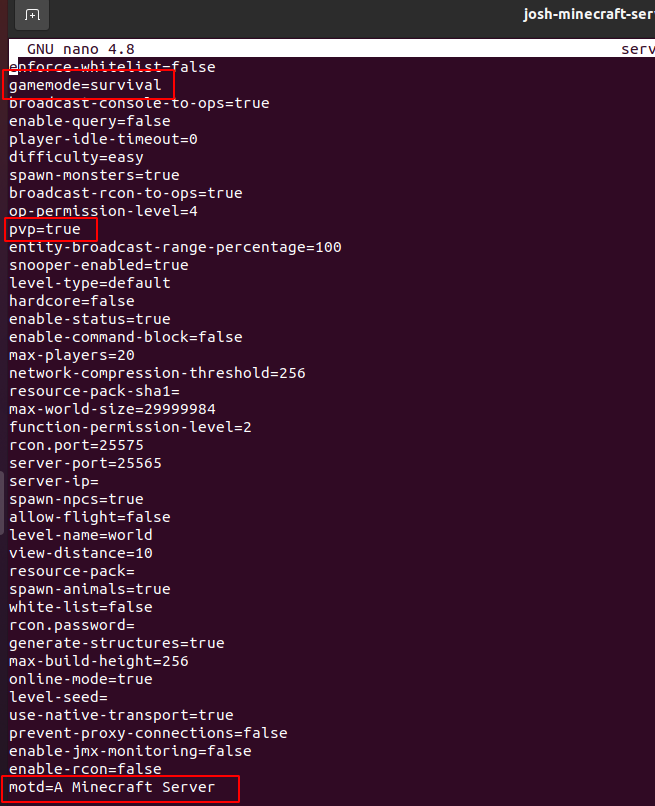 josh-minecraft-ser
GNU nano 4.8 serv
enforce-whitelist=false
gamemode=survival
broadcast-console-to-ops=true
enable-query=false
player-idle-timeout=0
difficulty=easy
spawn-monsters=true
broadcast-rcon-to-ops=true
op-permission-level=4
pvp=true
entity-broadcast-range-percentage=100
snooper-enabled=true
level-type=default
hardcore=false
enable-status=true
enable-command-block=false
max-players=20
network-compression-threshold=256
resource-pack-sha1=
max-world-size=29999984
function-permission-level=2
rcon.port=25575
server-port=25565
server-ip=
spawn-npcs=true
allow-flight=false
level-name=world
view-distance=10
resource-pack=
spawn-animals=true
white-list=false
rcon.password=
generate-structures=true
max-build-height=256
online-mode=true
level-seed=
use-native-transport=true
prevent-proxy-connections=false
enable-jmx-monitoring=false
enable-rcon=false
motd=A Minecraft Server